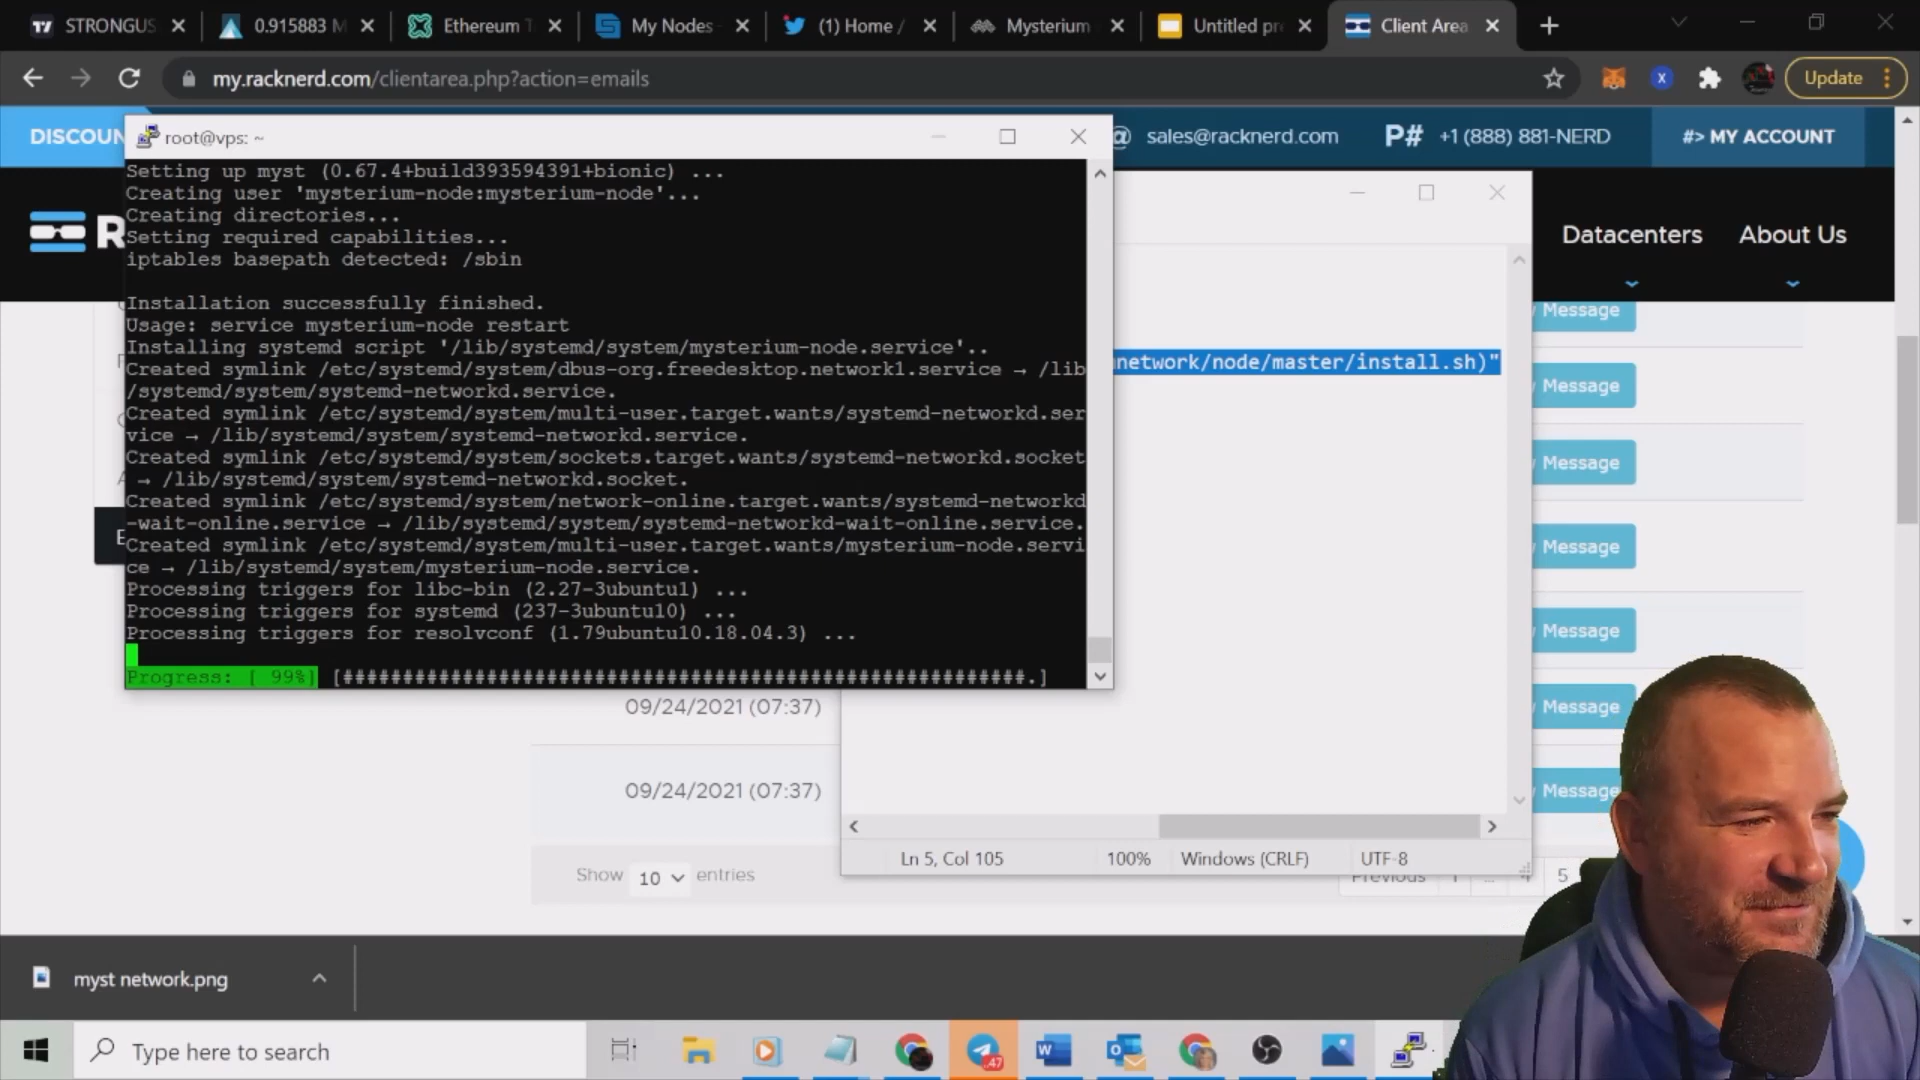 STRONGUS
0.915883 M
Ethereum T
My Nodes -
(1) Home /
Mysterium
Untitled pre
Client Area
my.racknerd.com/clientarea.php?action=emails
Update
DISCOUN
@ sales@racknerd.com
P# +1 (888) 881-NERD
#> MY ACCOUNT
R
Datacenters
About Us
root@vps: ~
Setting up myst (0.67.4+build393594391+bionic) ...
Creating user 'mysterium-node:mysterium-node'...
Creating directories...
Setting required capabilities...
iptables basepath detected: /sbin
Installation successfully finished.
Usage: service mysterium-node restart
Installing systemd script '/lib/systemd/system/mysterium-node.service'..
Created symlink /etc/systemd/system/dbus-org.freedesktop.network1.service → /lib
/systemd/system/systemd-networkd.service.
Created symlink /etc/systemd/system/multi-user.target.wants/systemd-networkd.ser
vice → /lib/systemd/system/systemd-networkd.service.
Created symlink /etc/systemd/system/sockets.target.wants/systemd-networkd.socket
→ /lib/systemd/system/systemd-networkd.socket.
Created symlink /etc/systemd/system/network-online.target.wants/systemd-networkd
-wait-online.service → /lib/systemd/system/systemd-networkd-wait-online.service.
Created symlink /etc/systemd/system/multi-user.target.wants/mysterium-node.servi
ce → /lib/systemd/system/mysterium-node.service.
Processing triggers for libc-bin (2.27-3ubuntu1) ...
Processing triggers for systemd (237-3ubuntu10) ...
Processing triggers for resolvconf (1.79ubuntu10.18.04.3) ...
Progress: [ 99%] [##########################################################.]
network/node/master/install.sh)"
Message
Message
Message
Message
Message
Message
Message
09/24/2021 (07:37)
09/24/2021 (07:37)
Ln 5, Col 105
100%
Windows (CRLF)
UTF-8
Show 10 entries
Previous 1 ... 4 5
myst network.png
Type here to search
47